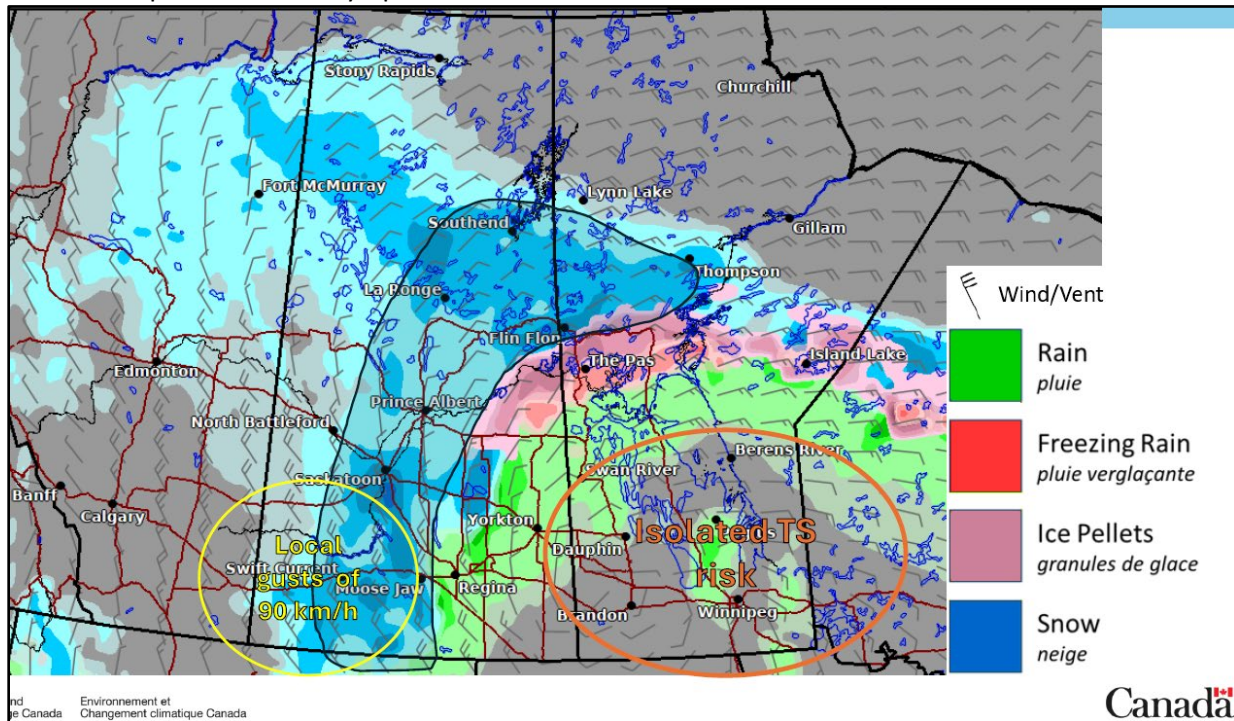 Stony Rapids
Churchill
Fort McMurray
Lynn Lake
Southend
Gillam
Thompson
La Ronge
Flin Flon
The Pas
Island Lake
Edmonton
Prince Albert
North Battleford
Swan River
Berens River
Saskatoon
Banff
Calgary
Yorkton
Dauphin
Isolated TS
risk
Local
gusts of
90 km/h
Swift Current
Moose Jaw
Regina
Brandon
Winnipeg
Wind/Vent
Rain
pluie
Freezing Rain
pluie verglaçante
Ice Pellets
granules de glace
Snow
neige
nd
ge Canada
Environnement et
Changement climatique Canada
Canada